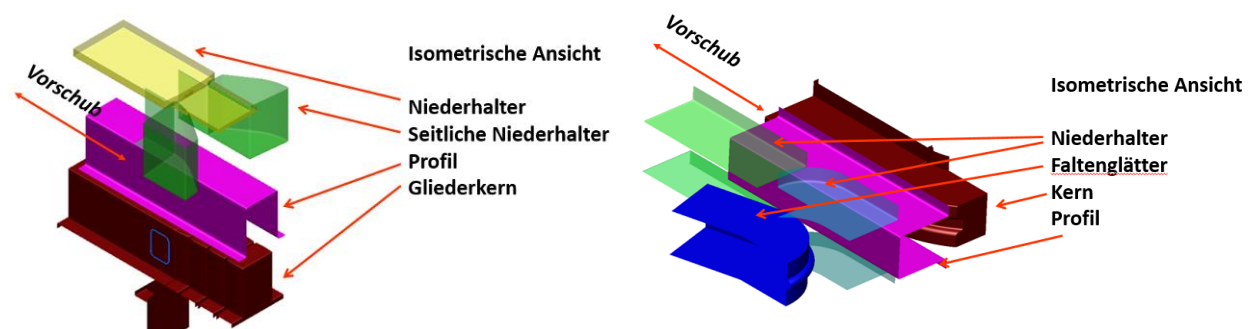 Isometrische Ansicht
Vorschub
Niederhalter
Seitliche Niederhalter
Profil
Gliederkern
Vorschub
Isometrische Ansicht
Niederhalter
Faltenglätter
Kern
Profil